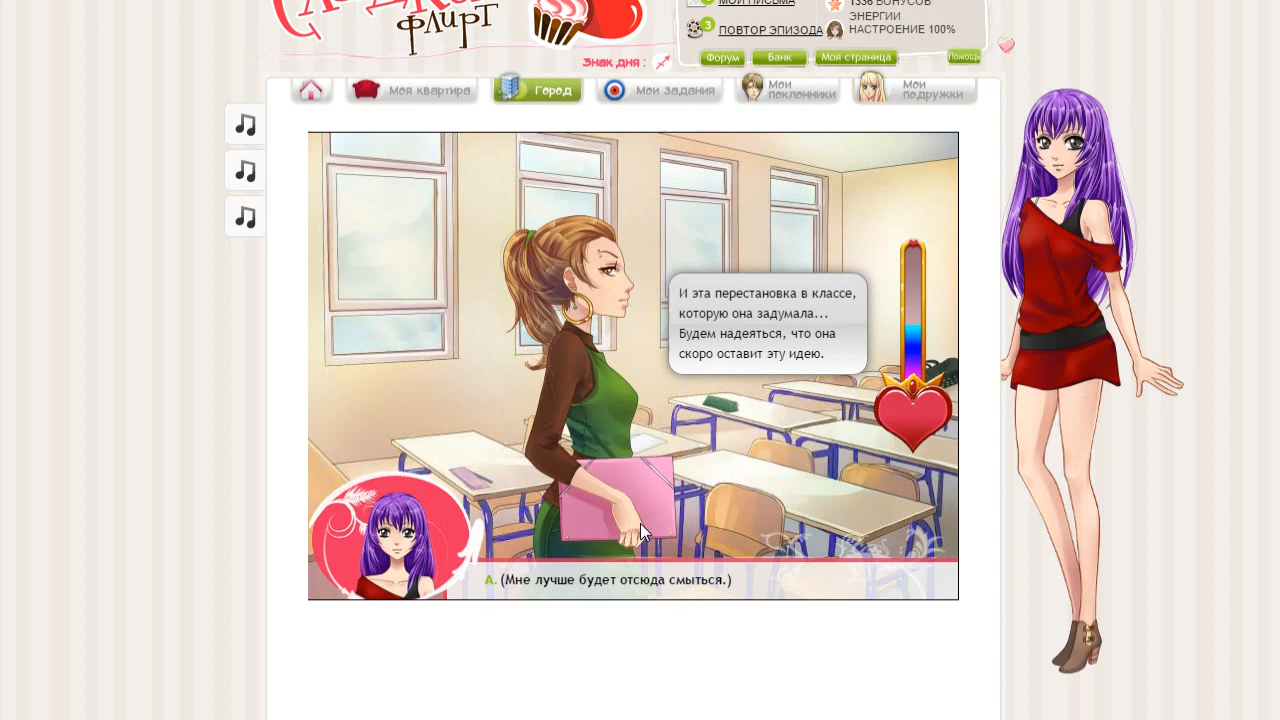 Сладкий
флирт
МОИ ПИСЬМА
1336 БОНУСОВ
ЭНЕРГИИ
3
ПОВТОР ЭПИЗОДА
НАСТРОЕНИЕ 100%
Знак дня :
Форум
Банк
Моя страница
Помощь
Моя квартира
Город
Мои задания
Мои
поклонники
Мои
подружки
И эта перестановка в классе,
которую она задумала...
Будем надеяться, что она
скоро оставит эту идею.
A. (Мне лучше будет отсюда смыться.)